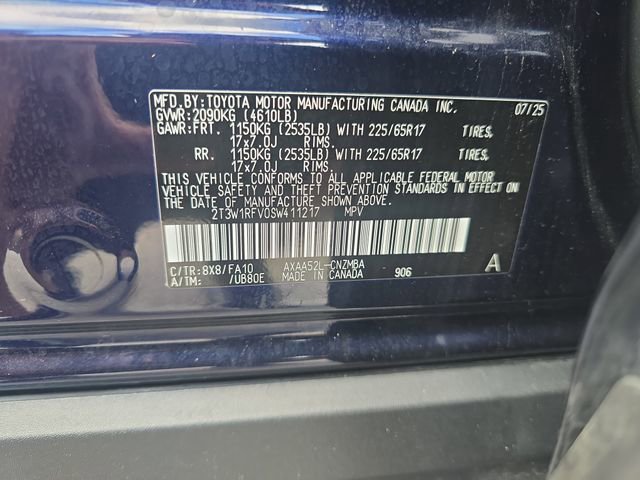 MFD.BY:TOYOTA MOTOR MANUFACTURING CANADA INC. 07/25
GVWR:2090KG (4610LB)
GAWR:FRT. 1150KG (2535LB) WITH 225/65R17 TIRES,
17x7.0J RIMS.
RR. 1150KG (2535LB) WITH 225/65R17 TIRES,
17x7.0J RIMS.
THIS VEHICLE CONFORMS TO ALL APPLICABLE FEDERAL MOTOR
VEHICLE SAFETY AND THEFT PREVENTION STANDARDS IN EFFECT ON
THE DATE OF MANUFACTURE SHOWN ABOVE.
2T3W1RFV0SW411217 MPV
C/TR:8X8/FA10 AXAA52L-CNZMBA
A/TM: /UB80E MADE IN CANADA 906 A